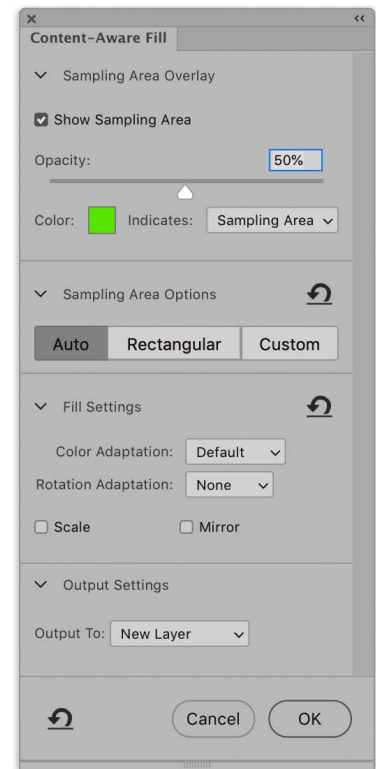 Content-Aware Fill
Sampling Area Overlay
Show Sampling Area
Opacity: 50%
Color: Indicates: Sampling Area
Sampling Area Options
Auto Rectangular Custom
Fill Settings
Color Adaptation: Default
Rotation Adaptation: None
Scale Mirror
Output Settings
Output To: New Layer
Cancel OK